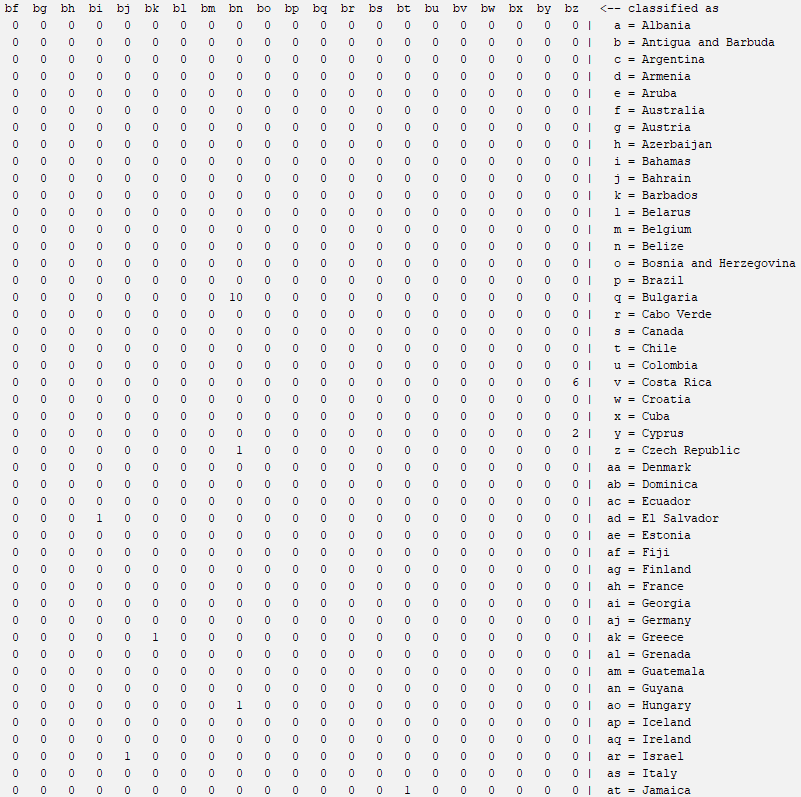 bf bg bh bi bj bk bl bm bn bo bp bq br bs bt bu bv bw bx by bz <-- classified as
0 0 0 0 0 0 0 0 0 0 0 0 0 0 0 0 0 0 0 0 0 | a = Albania
0 0 0 0 0 0 0 0 0 0 0 0 0 0 0 0 0 0 0 0 0 | b = Antigua and Barbuda
0 0 0 0 0 0 0 0 0 0 0 0 0 0 0 0 0 0 0 0 0 | c = Argentina
0 0 0 0 0 0 0 0 0 0 0 0 0 0 0 0 0 0 0 0 0 | d = Armenia
0 0 0 0 0 0 0 0 0 0 0 0 0 0 0 0 0 0 0 0 0 | e = Aruba
0 0 0 0 0 0 0 0 0 0 0 0 0 0 0 0 0 0 0 0 0 | f = Australia
0 0 0 0 0 0 0 0 0 0 0 0 0 0 0 0 0 0 0 0 0 | g = Austria
0 0 0 0 0 0 0 0 0 0 0 0 0 0 0 0 0 0 0 0 0 | h = Azerbaijan
0 0 0 0 0 0 0 0 0 0 0 0 0 0 0 0 0 0 0 0 0 | i = Bahamas
0 0 0 0 0 0 0 0 0 0 0 0 0 0 0 0 0 0 0 0 0 | j = Bahrain
0 0 0 0 0 0 0 0 0 0 0 0 0 0 0 0 0 0 0 0 0 | k = Barbados
0 0 0 0 0 0 0 0 0 0 0 0 0 0 0 0 0 0 0 0 0 | l = Belarus
0 0 0 0 0 0 0 0 0 0 0 0 0 0 0 0 0 0 0 0 0 | m = Belgium
0 0 0 0 0 0 0 0 0 0 0 0 0 0 0 0 0 0 0 0 0 | n = Belize
0 0 0 0 0 0 0 0 0 0 0 0 0 0 0 0 0 0 0 0 0 | o = Bosnia and Herzegovina
0 0 0 0 0 0 0 0 0 0 0 0 0 0 0 0 0 0 0 0 0 | p = Brazil
0 0 0 0 0 0 0 0 10 0 0 0 0 0 0 0 0 0 0 0 0 | q = Bulgaria
0 0 0 0 0 0 0 0 0 0 0 0 0 0 0 0 0 0 0 0 0 | r = Cabo Verde
0 0 0 0 0 0 0 0 0 0 0 0 0 0 0 0 0 0 0 0 0 | s = Canada
0 0 0 0 0 0 0 0 0 0 0 0 0 0 0 0 0 0 0 0 0 | t = Chile
0 0 0 0 0 0 0 0 0 0 0 0 0 0 0 0 0 0 0 0 0 | u = Colombia
0 0 0 0 0 0 0 0 0 0 0 0 0 0 0 0 0 0 0 0 6 | v = Costa Rica
0 0 0 0 0 0 0 0 0 0 0 0 0 0 0 0 0 0 0 0 0 | w = Croatia
0 0 0 0 0 0 0 0 0 0 0 0 0 0 0 0 0 0 0 0 0 | x = Cuba
0 0 0 0 0 0 0 0 0 0 0 0 0 0 0 0 0 0 0 0 2 | y = Cyprus
0 0 0 0 0 0 0 0 1 0 0 0 0 0 0 0 0 0 0 0 0 | z = Czech Republic
0 0 0 0 0 0 0 0 0 0 0 0 0 0 0 0 0 0 0 0 0 | aa = Denmark
0 0 0 0 0 0 0 0 0 0 0 0 0 0 0 0 0 0 0 0 0 | ab = Dominica
0 0 0 0 0 0 0 0 0 0 0 0 0 0 0 0 0 0 0 0 0 | ac = Ecuador
0 0 0 1 0 0 0 0 0 0 0 0 0 0 0 0 0 0 0 0 0 | ad = El Salvador
0 0 0 0 0 0 0 0 0 0 0 0 0 0 0 0 0 0 0 0 0 | ae = Estonia
0 0 0 0 0 0 0 0 0 0 0 0 0 0 0 0 0 0 0 0 0 | af = Fiji
0 0 0 0 0 0 0 0 0 0 0 0 0 0 0 0 0 0 0 0 0 | ag = Finland
0 0 0 0 0 0 0 0 0 0 0 0 0 0 0 0 0 0 0 0 0 | ah = France
0 0 0 0 0 0 0 0 0 0 0 0 0 0 0 0 0 0 0 0 0 | ai = Georgia
0 0 0 0 0 0 0 0 0 0 0 0 0 0 0 0 0 0 0 0 0 | aj = Germany
0 0 0 0 0 1 0 0 0 0 0 0 0 0 0 0 0 0 0 0 0 | ak = Greece
0 0 0 0 0 0 0 0 0 0 0 0 0 0 0 0 0 0 0 0 0 | al = Grenada
0 0 0 0 0 0 0 0 0 0 0 0 0 0 0 0 0 0 0 0 0 | am = Guatemala
0 0 0 0 0 0 0 0 0 0 0 0 0 0 0 0 0 0 0 0 0 | an = Guyana
0 0 0 0 0 0 0 0 1 0 0 0 0 0 0 0 0 0 0 0 0 | ao = Hungary
0 0 0 0 0 0 0 0 0 0 0 0 0 0 0 0 0 0 0 0 0 | ap = Iceland
0 0 0 0 0 0 0 0 0 0 0 0 0 0 0 0 0 0 0 0 0 | aq = Ireland
0 0 0 0 1 0 0 0 0 0 0 0 0 0 0 0 0 0 0 0 0 | ar = Israel
0 0 0 0 0 0 0 0 0 0 0 0 0 0 0 0 0 0 0 0 0 | as = Italy
0 0 0 0 0 0 0 0 0 0 0 0 0 0 1 0 0 0 0 0 0 | at = Jamaica